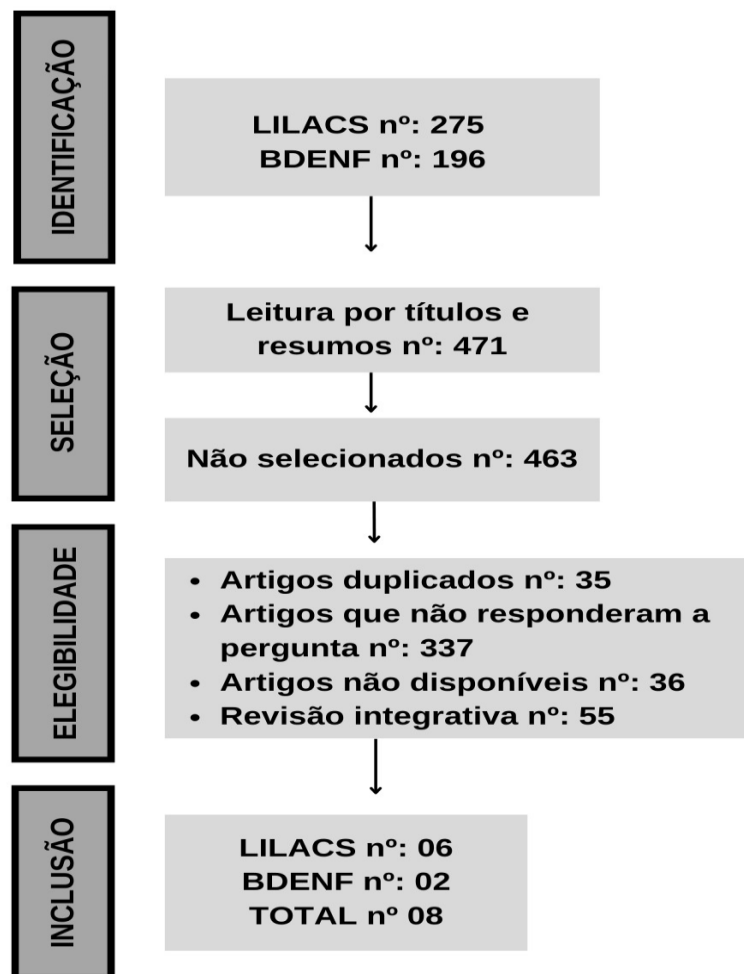 IDENTIFICAÇÃO
LILACS nº: 275
BDENF nº: 196
SELEÇÃO
Leitura por títulos e
resumos nº: 471
Não selecionados nº: 463
ELEGIBILIDADE
• Artigos duplicados nº: 35
• Artigos que não responderam a
pergunta nº: 337
• Artigos não disponíveis nº: 36
• Revisão integrativa nº: 55
INCLUSÃO
LILACS nº: 06
BDENF nº: 02
TOTAL nº 08